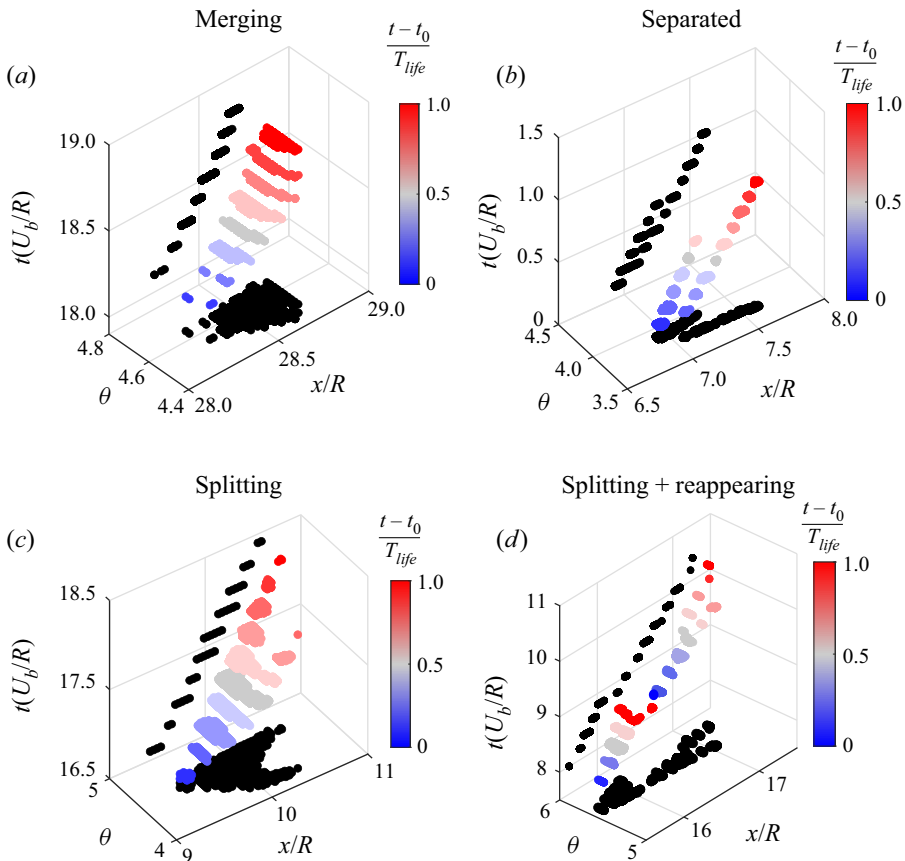 Merging
(a)
t – t0
Tlife
1.0
0.5
0
19.0
18.5
18.0
t(Ub/R)
4.8
4.6
4.4
θ
28.0
28.5
29.0
x/R
Separated
(b)
t – t0
Tlife
1.0
0.5
0
1.5
1.0
0.5
0
t(Ub/R)
4.5
4.0
3.5
θ
6.5
7.0
7.5
8.0
x/R
Splitting
(c)
t – t0
Tlife
1.0
0.5
0
18.5
17.5
16.5
t(Ub/R)
5
4
θ
9
10
11
x/R
Splitting + reappearing
(d)
t – t0
Tlife
1.0
0.5
0
11
10
9
8
t(Ub/R)
6
5
θ
16
17
x/R